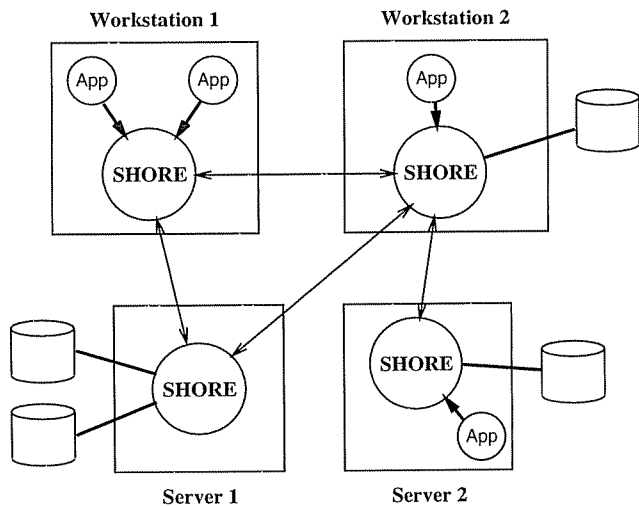 Workstation 1
Workstation 2
App
App
App
SHORE
SHORE
SHORE
SHORE
App
Server 1
Server 2